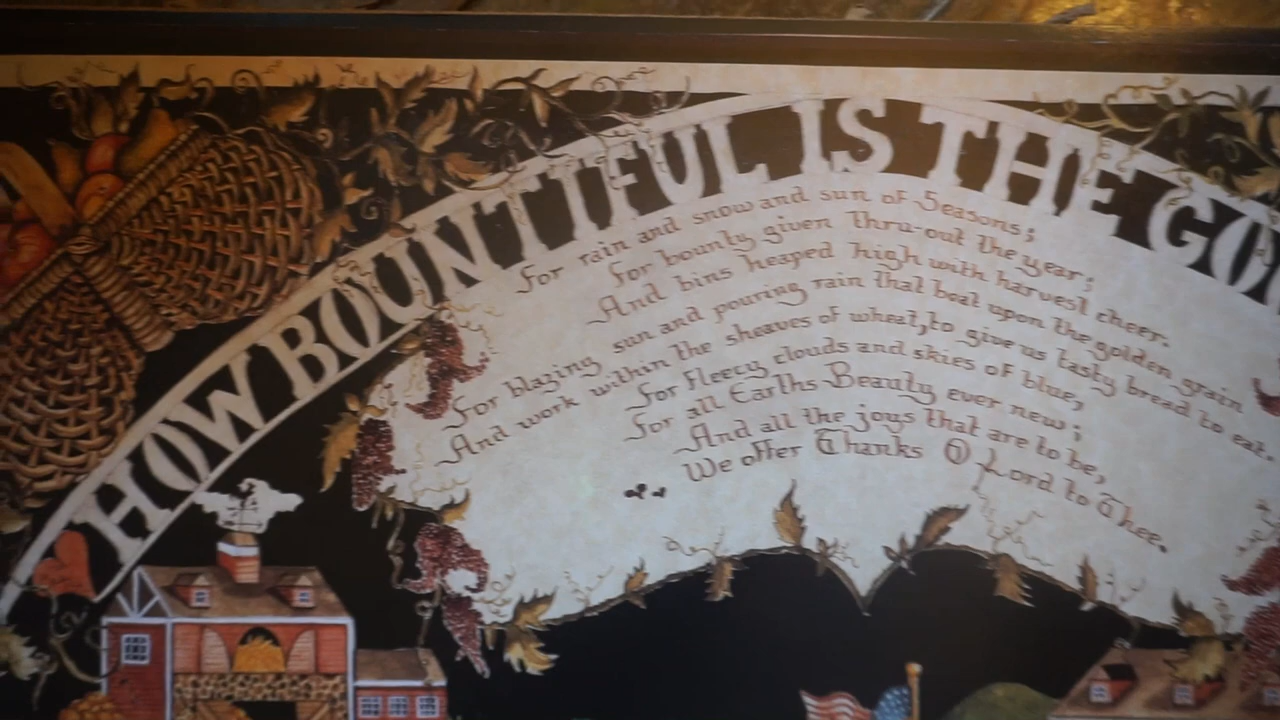 HOW BOUNTIFUL IS THE
For rain and snow and sun of Seasons;
For bounty given thru-out the year;
And bins heaped high with harvest cheer.
For blazing sun and pouring rain that beat upon the golden grain
And work within the sheaves of wheat, to give us tasty bread to eat.
For fleecy clouds and skies of blue,
For all Earths Beauty ever new;
And all the joys that are to be,
We offer Thanks O Lord to Thee.